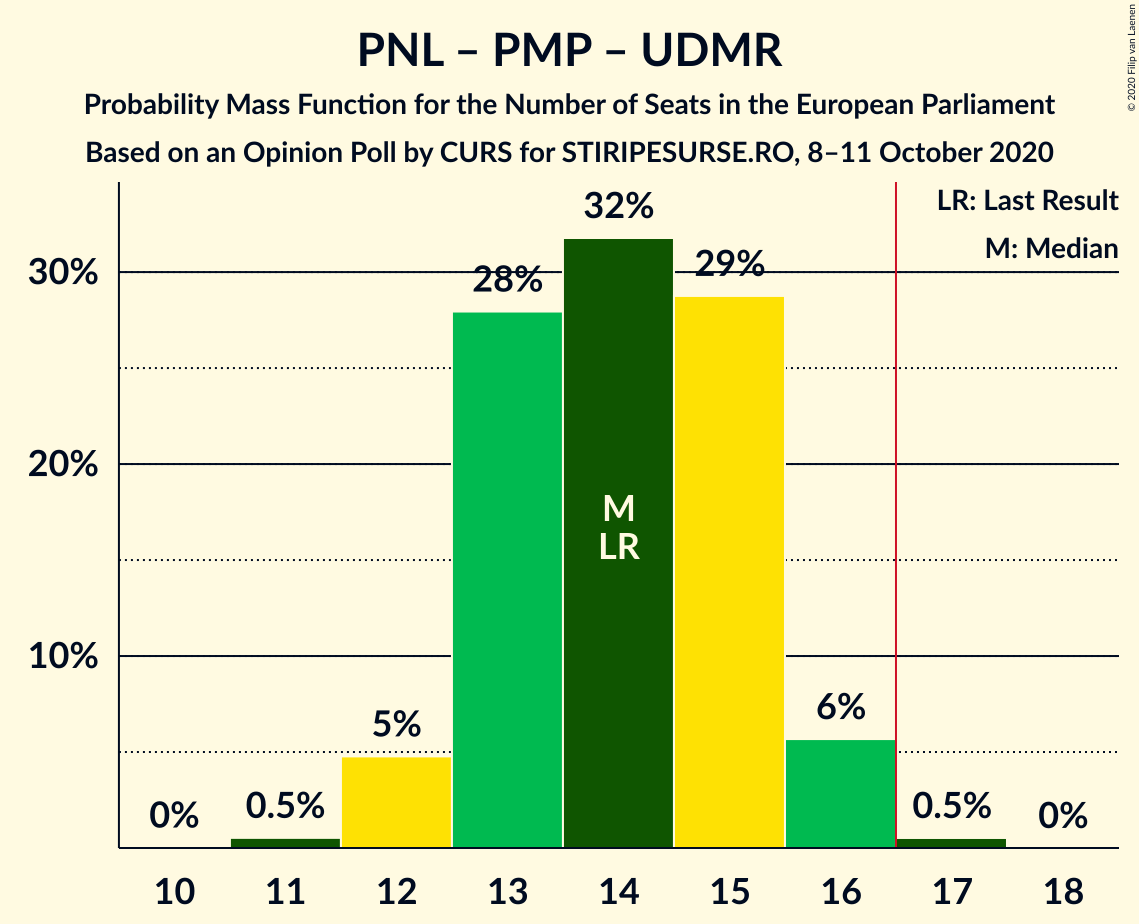 PNL – PMP – UDMR
Probability Mass Function for the Number of Seats in the European Parliament
Based on an Opinion Poll by CURS for STIRIPESURSE.RO, 8–11 October 2020
© 2020 Filip van Laenen
LR: Last Result
M: Median
30%
20%
10%
0%
0.5%
5%
28%
32%
29%
6%
0.5%
0%
M
LR
10 11 12 13 14 15 16 17 18